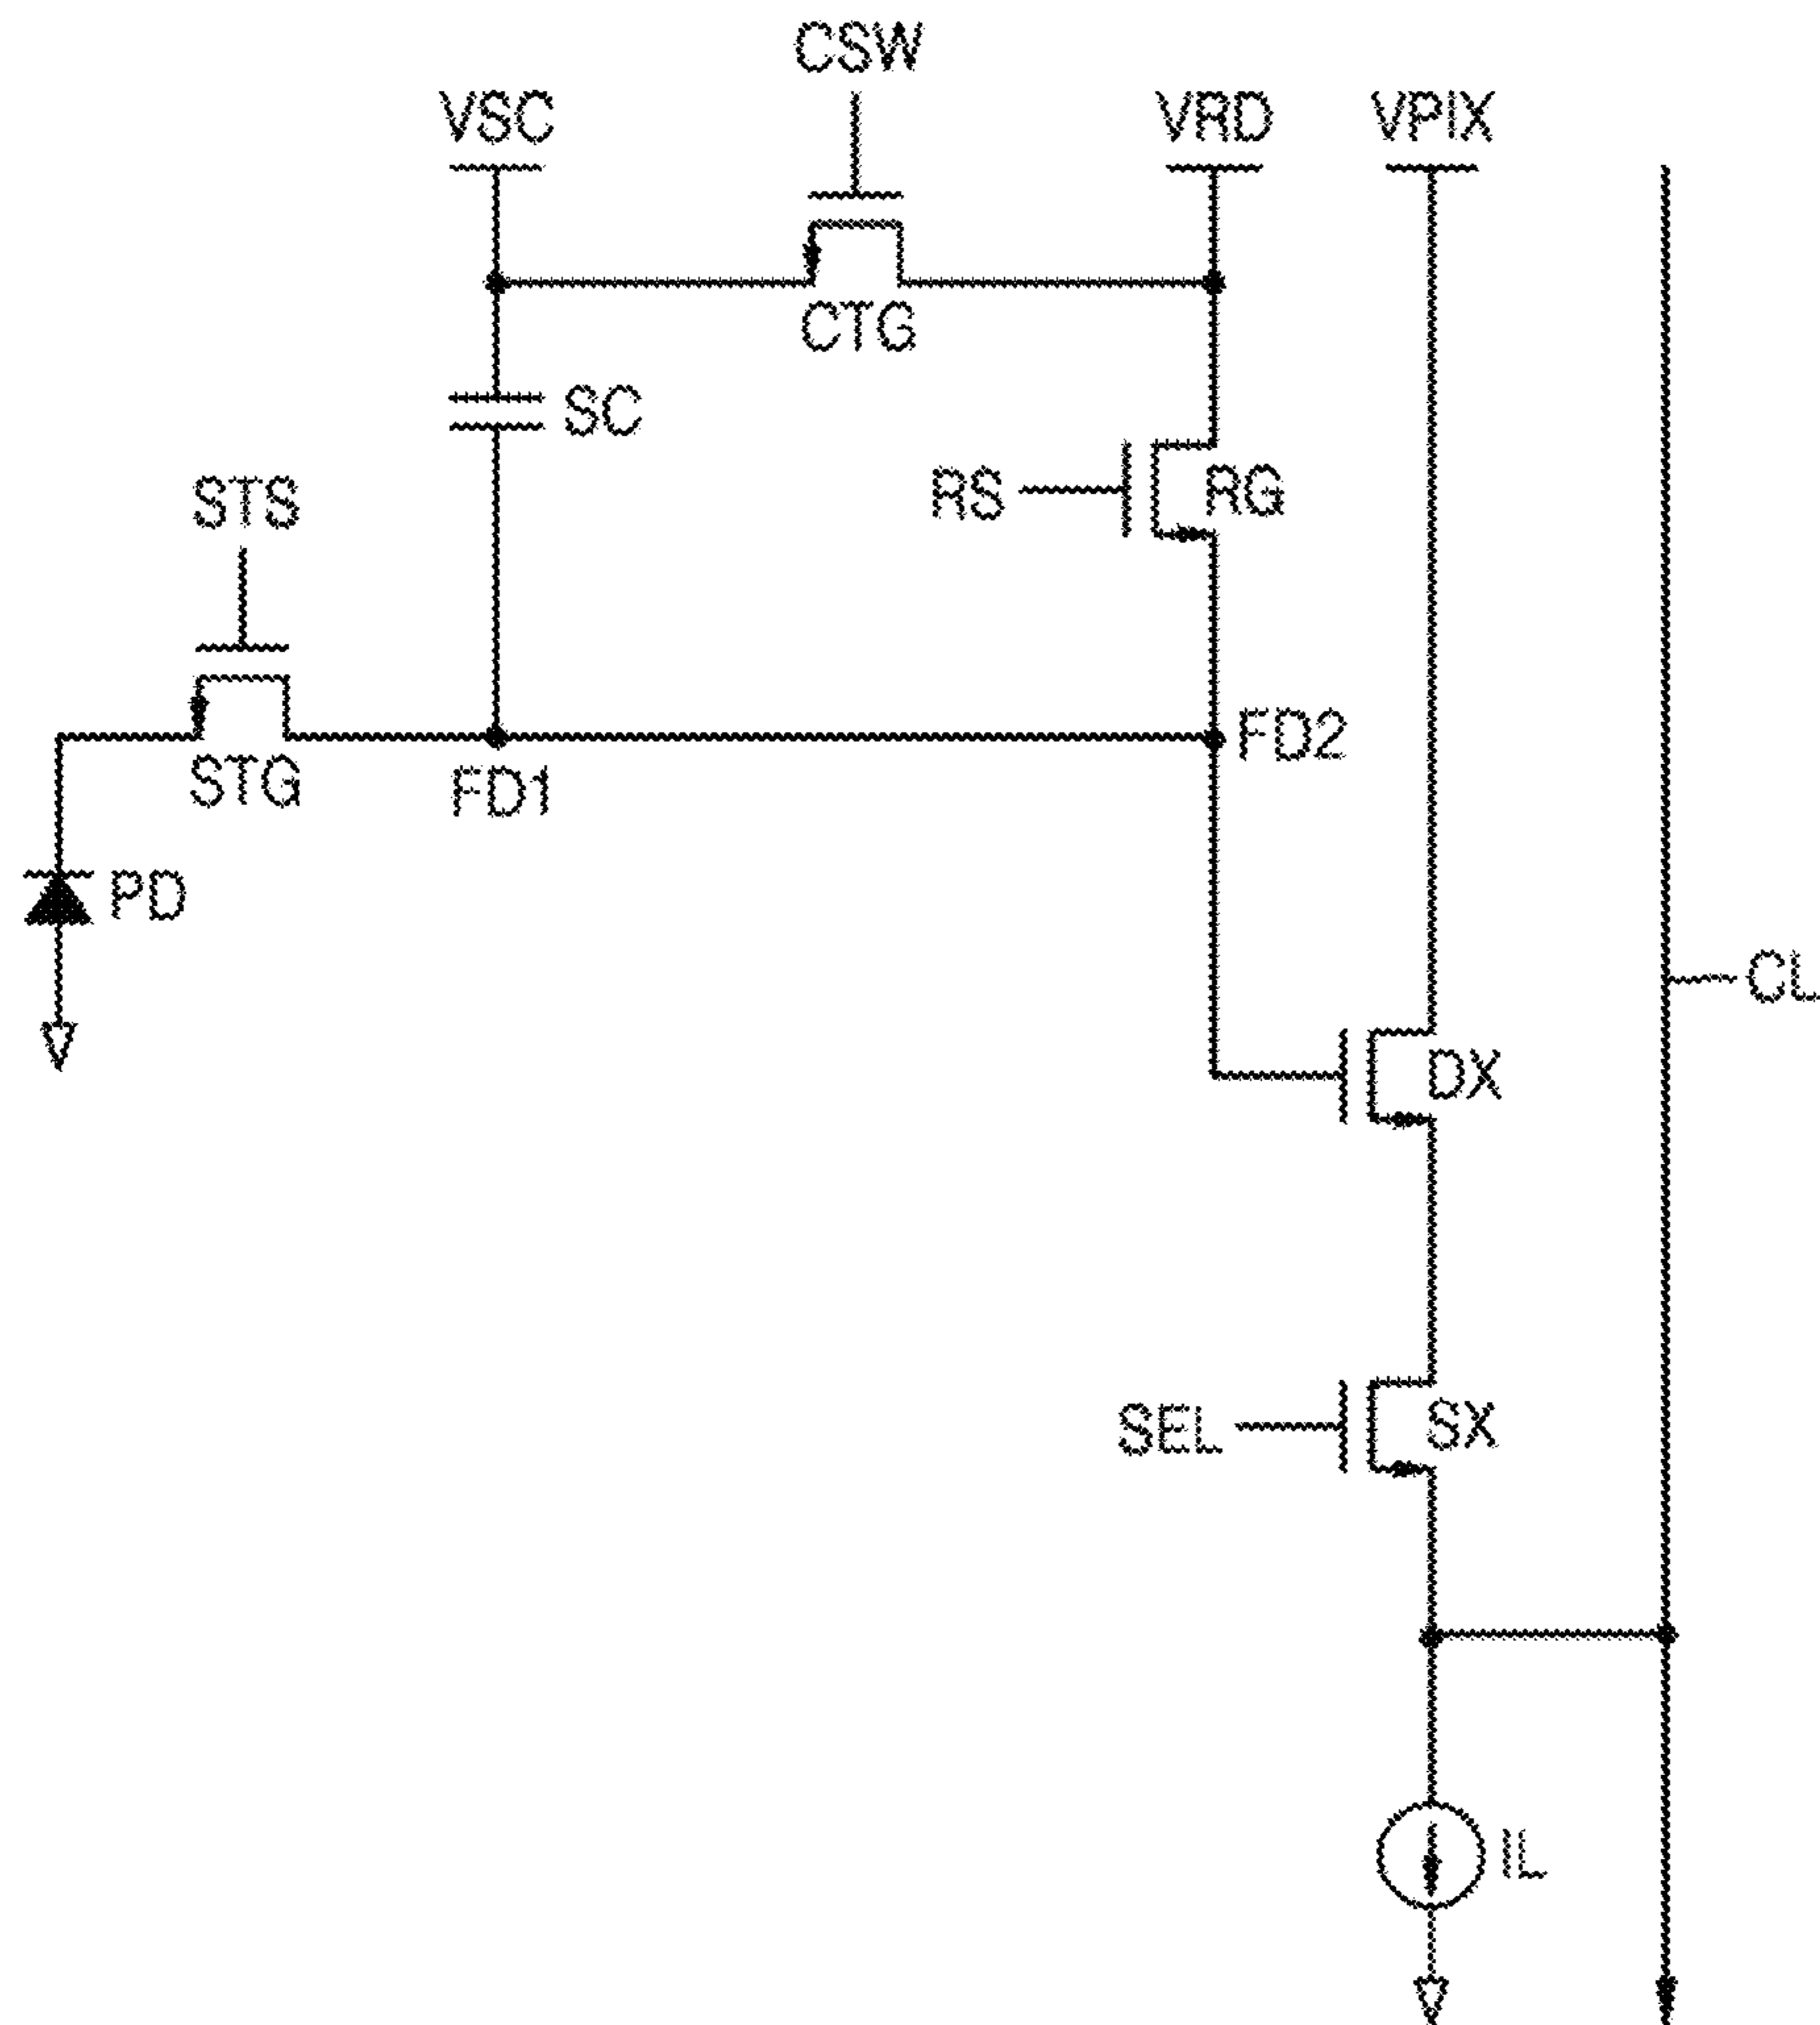 CSW
VSC
VRD
VPIX
CTG
SC
RS
RG
STS
STG
FD1
FD2
PD
CL
DX
SEL
SX
IL